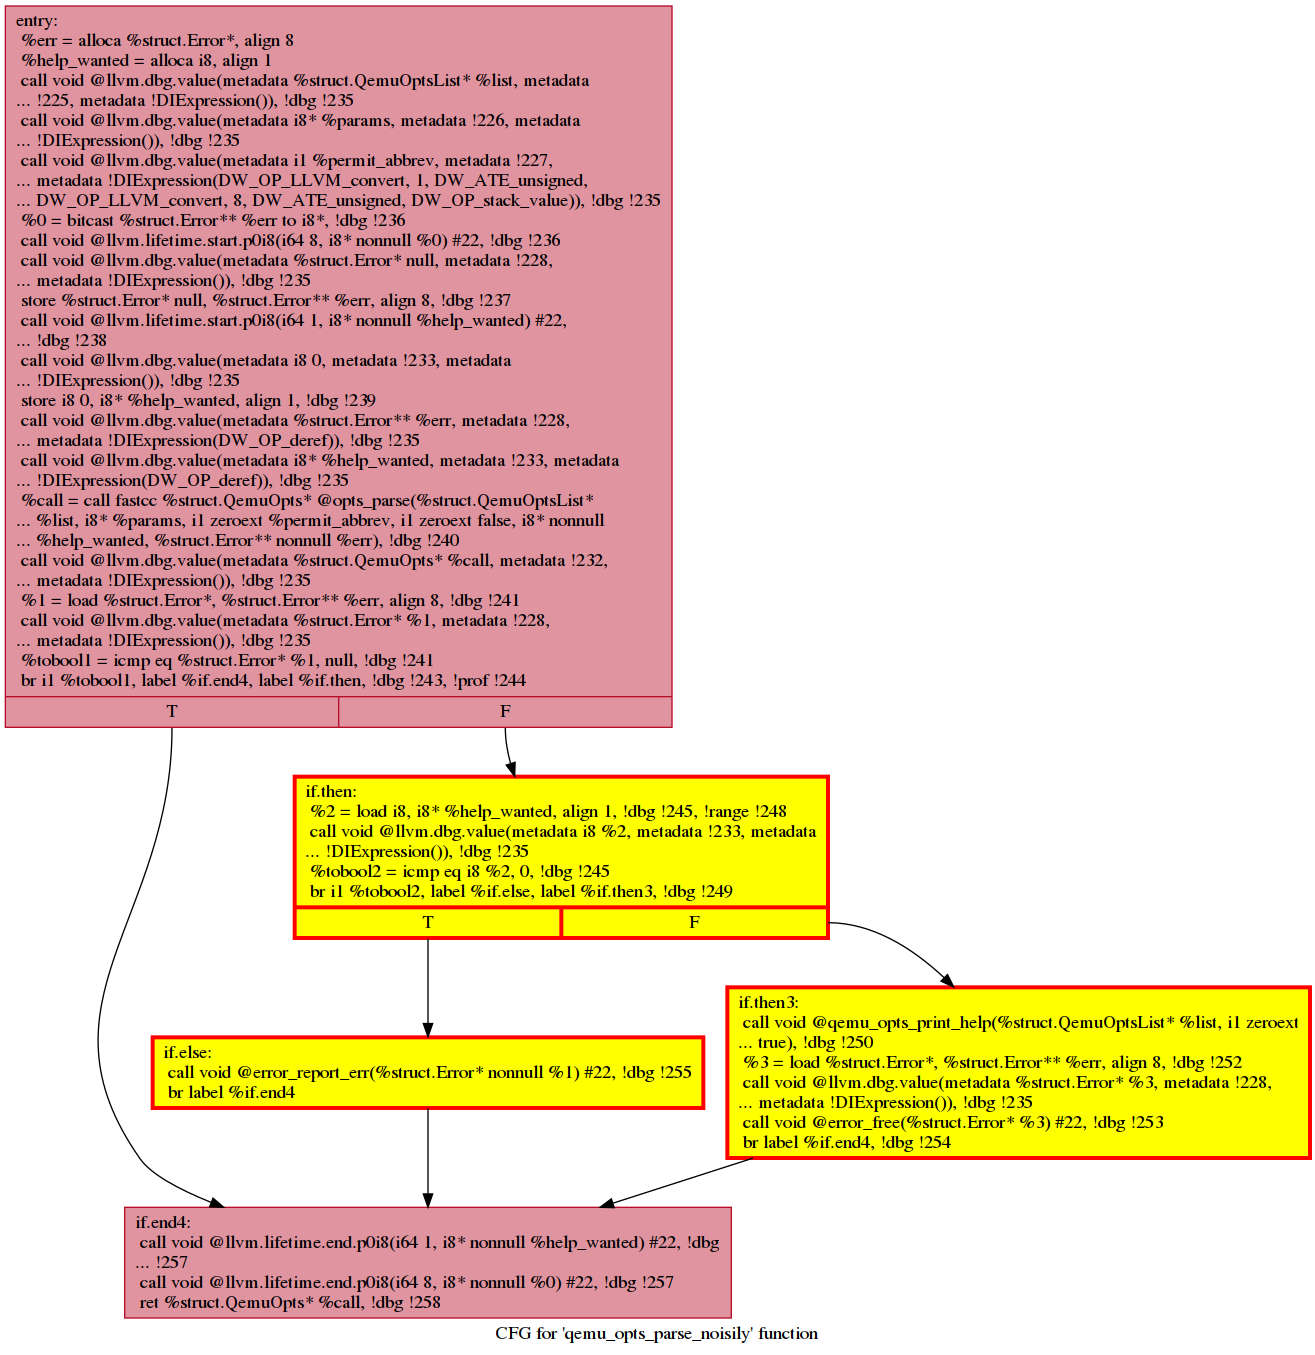 entry:
%err = alloca %struct.Error*, align 8
%help_wanted = alloca i8, align 1
call void @llvm.dbg.value(metadata %struct.QemuOptsList* %list, metadata
... !225, metadata !DIExpression()), !dbg !235
call void @llvm.dbg.value(metadata i8* %params, metadata !226, metadata
... !DIExpression()), !dbg !235
call void @llvm.dbg.value(metadata i1 %permit_abbrev, metadata !227,
... metadata !DIExpression(DW_OP_LLVM_convert, 1, DW_ATE_unsigned,
... DW_OP_LLVM_convert, 8, DW_ATE_unsigned, DW_OP_stack_value)), !dbg !235
%0 = bitcast %struct.Error** %err to i8*, !dbg !236
call void @llvm.lifetime.start.p0i8(i64 8, i8* nonnull %0) #22, !dbg !236
call void @llvm.dbg.value(metadata %struct.Error* null, metadata !228,
... metadata !DIExpression()), !dbg !235
store %struct.Error* null, %struct.Error** %err, align 8, !dbg !237
call void @llvm.lifetime.start.p0i8(i64 1, i8* nonnull %help_wanted) #22,
... !dbg !238
call void @llvm.dbg.value(metadata i8 0, metadata !233, metadata
... !DIExpression()), !dbg !235
store i8 0, i8* %help_wanted, align 1, !dbg !239
call void @llvm.dbg.value(metadata %struct.Error** %err, metadata !228,
... metadata !DIExpression(DW_OP_deref)), !dbg !235
call void @llvm.dbg.value(metadata i8* %help_wanted, metadata !233, metadata
... !DIExpression(DW_OP_deref)), !dbg !235
%call = call fastcc %struct.QemuOpts* @opts_parse(%struct.QemuOptsList*
... %list, i8* %params, i1 zeroext %permit_abbrev, i1 zeroext false, i8* nonnull
... %help_wanted, %struct.Error** nonnull %err), !dbg !240
call void @llvm.dbg.value(metadata %struct.QemuOpts* %call, metadata !232,
... metadata !DIExpression()), !dbg !235
%1 = load %struct.Error*, %struct.Error** %err, align 8, !dbg !241
call void @llvm.dbg.value(metadata %struct.Error* %1, metadata !228,
... metadata !DIExpression()), !dbg !235
%tobool1 = icmp eq %struct.Error* %1, null, !dbg !241
br i1 %tobool1, label %if.end4, label %if.then, !dbg !243, !prof !244
T F
if.then:
%2 = load i8, i8* %help_wanted, align 1, !dbg !245, !range !248
call void @llvm.dbg.value(metadata i8 %2, metadata !233, metadata
... !DIExpression()), !dbg !235
%tobool2 = icmp eq i8 %2, 0, !dbg !245
br i1 %tobool2, label %if.else, label %if.then3, !dbg !249
T F
if.then3:
call void @qemu_opts_print_help(%struct.QemuOptsList* %list, i1 zeroext
... true), !dbg !250
%3 = load %struct.Error*, %struct.Error** %err, align 8, !dbg !252
call void @llvm.dbg.value(metadata %struct.Error* %3, metadata !228,
... metadata !DIExpression()), !dbg !235
call void @error_free(%struct.Error* %3) #22, !dbg !253
br label %if.end4, !dbg !254
if.else:
call void @error_report_err(%struct.Error* nonnull %1) #22, !dbg !255
br label %if.end4
if.end4:
call void @llvm.lifetime.end.p0i8(i64 1, i8* nonnull %help_wanted) #22, !dbg
... !257
call void @llvm.lifetime.end.p0i8(i64 8, i8* nonnull %0) #22, !dbg !257
ret %struct.QemuOpts* %call, !dbg !258
CFG for 'qemu_opts_parse_noisily' function